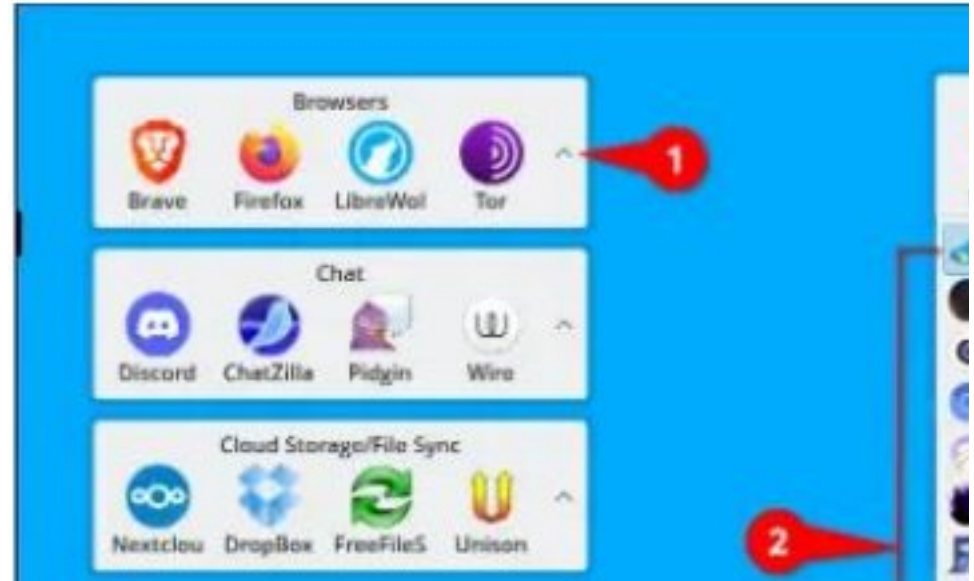 Browsers
Brave Firefox LibreWol Tor
1
Chat
Discord ChatZilla Pidgin Wire
Cloud Storage/File Sync
Nextclou DropBox FreeFileS Unison
2